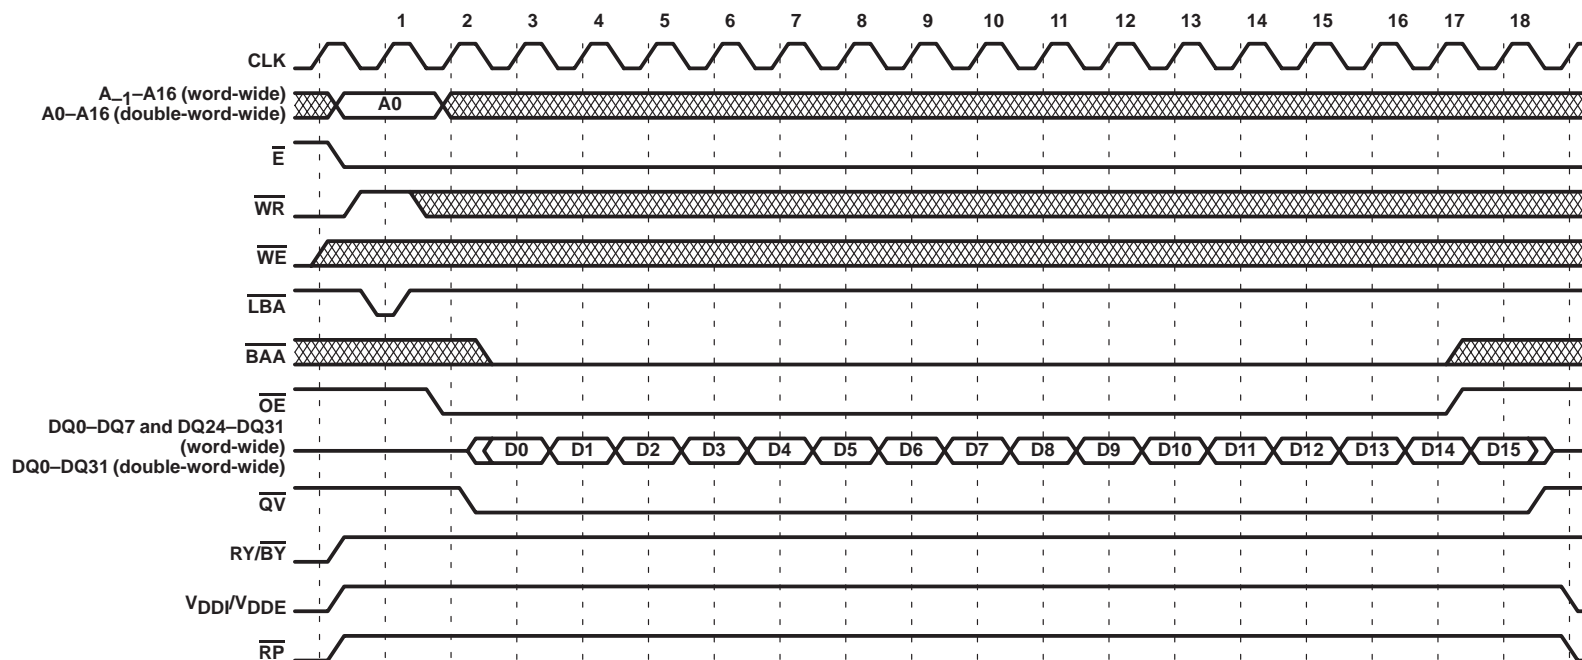 1 2 3 4 5 6 7 8 9 10 11 12 13 14 15 16 17 18
CLK
A–1–A16 (word-wide)
A0–A16 (double-word-wide)
A0
E
WR
WE
LBA
BAA
OE
DQ0–DQ7 and DQ24–DQ31
(word-wide)
DQ0–DQ31 (double-word-wide)
D0 D1 D2 D3 D4 D5 D6 D7 D8 D9 D10 D11 D12 D13 D14 D15
QV
RY/BY
VDDI/VDDE
RP